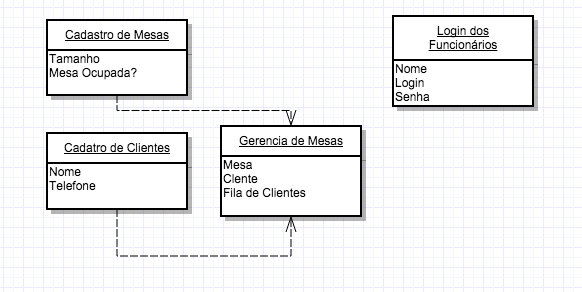 Cadastro de Mesas
Tamanho
Mesa Ocupada?
Login dos
Funcionários
Nome
Login
Senha
Cadatro de Clientes
Nome
Telefone
Gerencia de Mesas
Mesa
Ciente
Fila de Clientes